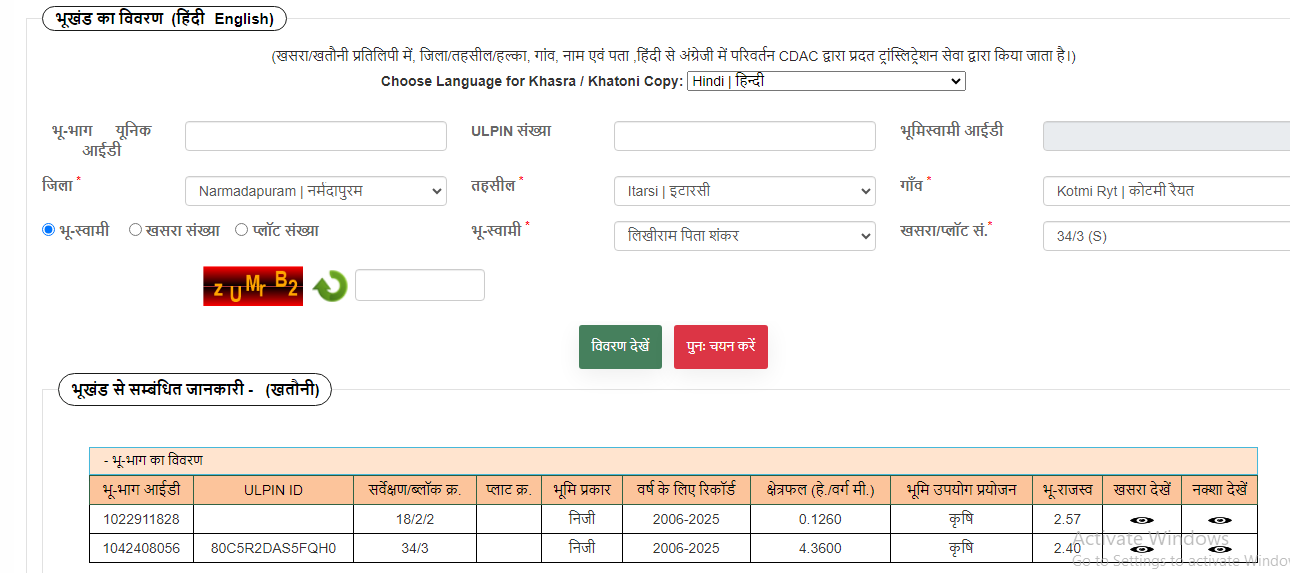 भूखंड का विवरण (हिंदी English)
(खसरा/खतौनी प्रतिलिपी में, जिला/तहसील/हल्का, गांव, नाम एवं पता ,हिंदी से अंग्रेजी में परिवर्तन CDAC द्वारा प्रदत ट्रांस्लिट्रेशन सेवा द्वारा किया जाता है।)
Choose Language for Khasra / Khatoni Copy: Hindi | हिन्दी
भू-भाग यूनिक आईडी ULPIN संख्या भूमिस्वामी आईडी
जिला * Narmadapuram | नर्मदापुरम तहसील * Itarsi | इटारसी गाँव * Kotmi Ryt | कोटमी रैयत
भू-स्वामी खसरा संख्या प्लॉट संख्या भू-स्वामी * लिखीराम पिता शंकर खसरा/प्लॉट सं.* 34/3 (S)
z U M r B 2
विवरण देखें पुनः चयन करें
भूखंड से सम्बंधित जानकारी - (खतौनी)
- भू-भाग का विवरण
भू-भाग आईडी ULPIN ID सर्वेक्षण/ब्लॉक क्र. प्लाट क्र. भूमि प्रकार वर्ष के लिए रिकॉर्ड क्षेत्रफल (हे./वर्ग मी.) भूमि उपयोग प्रयोजन भू-राजस्व खसरा देखें नक्शा देखें
1022911828 18/2/2 निजी 2006-2025 0.1260 कृषि 2.57
1042408056 80C5R2DAS5FQH0 34/3 निजी 2006-2025 4.3600 कृषि 2.40
Activate Windows
Go to Settings to activate Windo